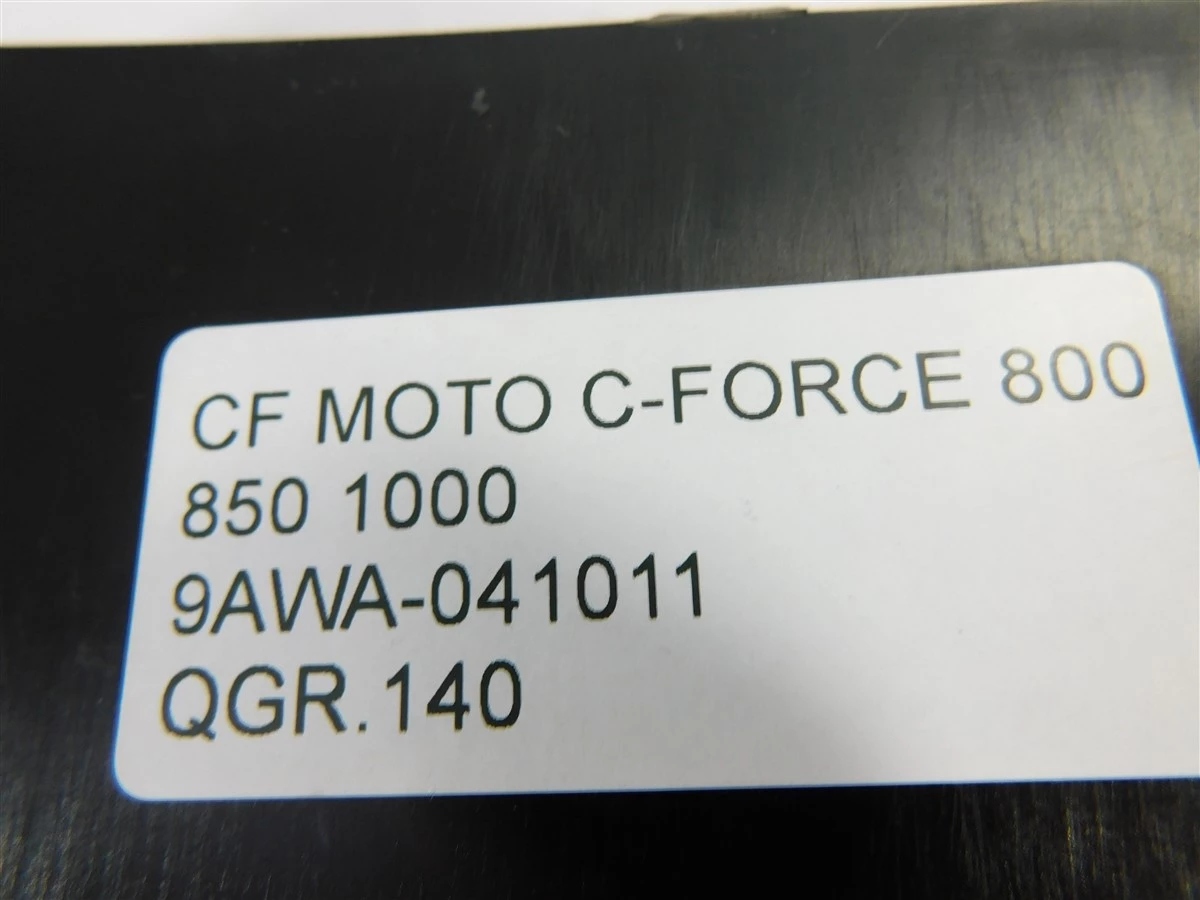 CF MOTO C-FORCE 800
850 1000
9AWA-041011
QGR.140